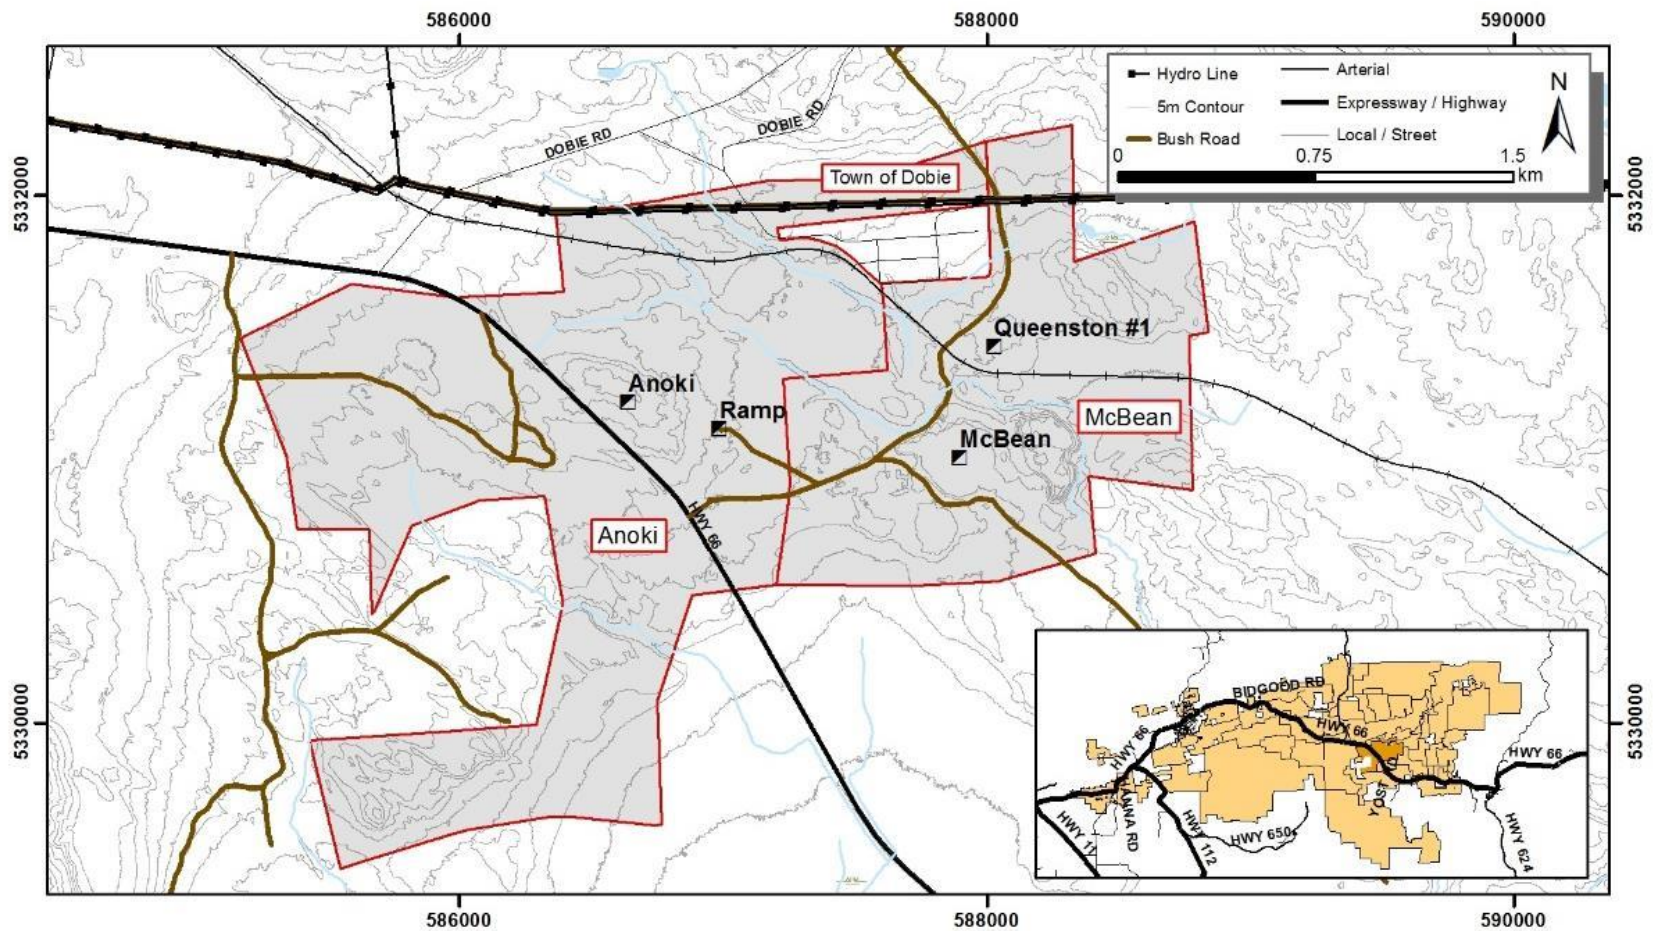 586000
588000
590000
Hydro Line
Arterial
5m Contour
Expressway / Highway
Bush Road
Local / Street
N
0
0.75
1.5
km
5332000
5332000
DOBIE RD
DOBIE RD
Town of Dobie
Queenston #1
Anoki
Ramp
McBean
McBean
HWY 66
Anoki
5330000
5330000
BIDGOOD RD
HWY 66
HWY 66
HWY 66
HWY 11
HWY 112
HWY 650
HWY 624
586000
588000
590000